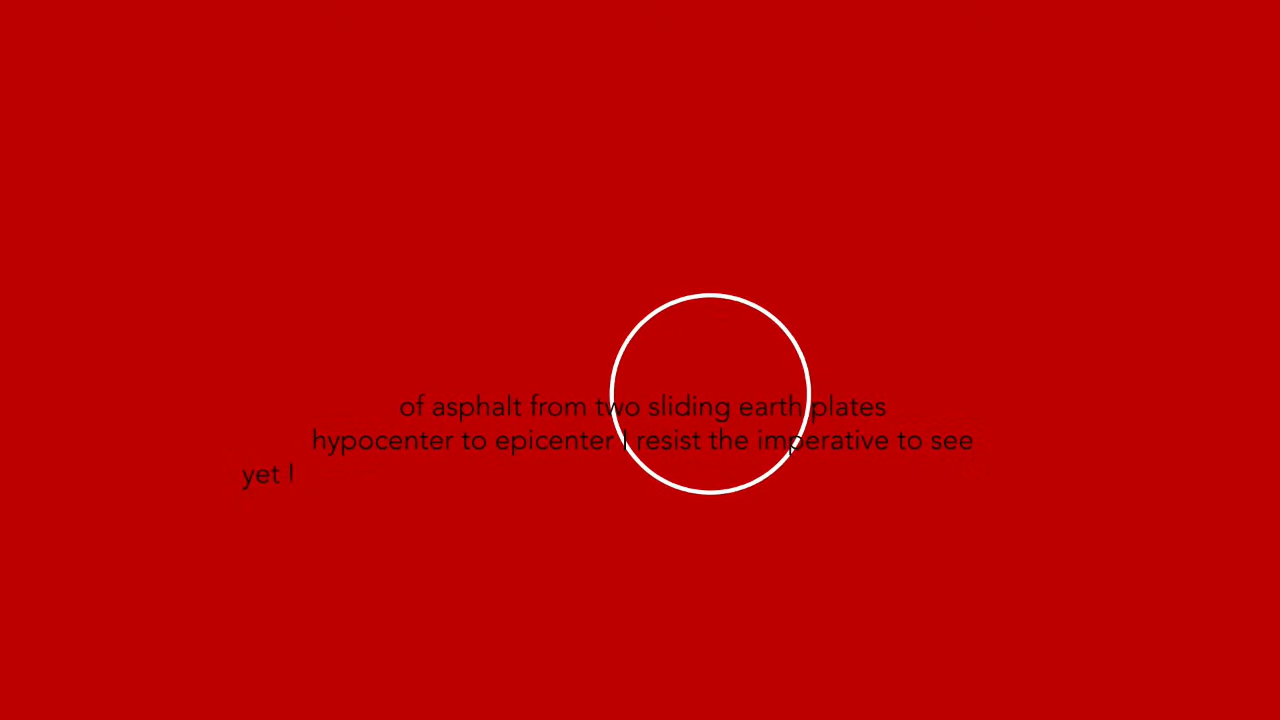 of asphalt from two sliding earth plates
hypocenter to epicenter I resist the imperative to see
yet I